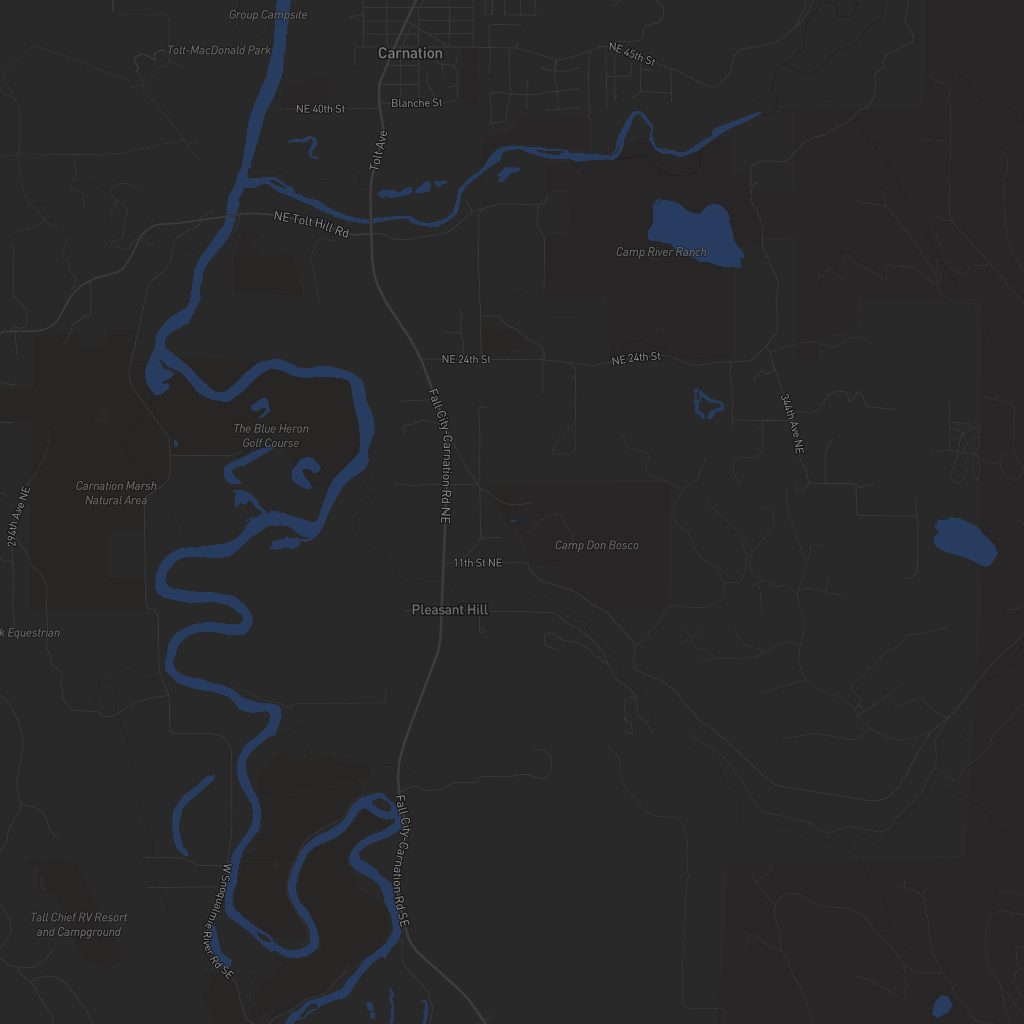 Group Campsite
Tolt-MacDonald Park
Carnation
NE 45th St
NE 40th St
Blanche St
Tolt Ave
NE Tolt Hill Rd
Camp River Ranch
NE 24th St
NE 24th St
Fall City-Carnation Rd NE
344th Ave NE
The Blue Heron
Golf Course
Carnation Marsh
Natural Area
294th Ave NE
Camp Don Bosco
11th St NE
Pleasant Hill
k Equestrian
Fall City-Carnation Rd SE
W Snoqualmie River Rd SE
Tall Chief RV Resort
and Campground